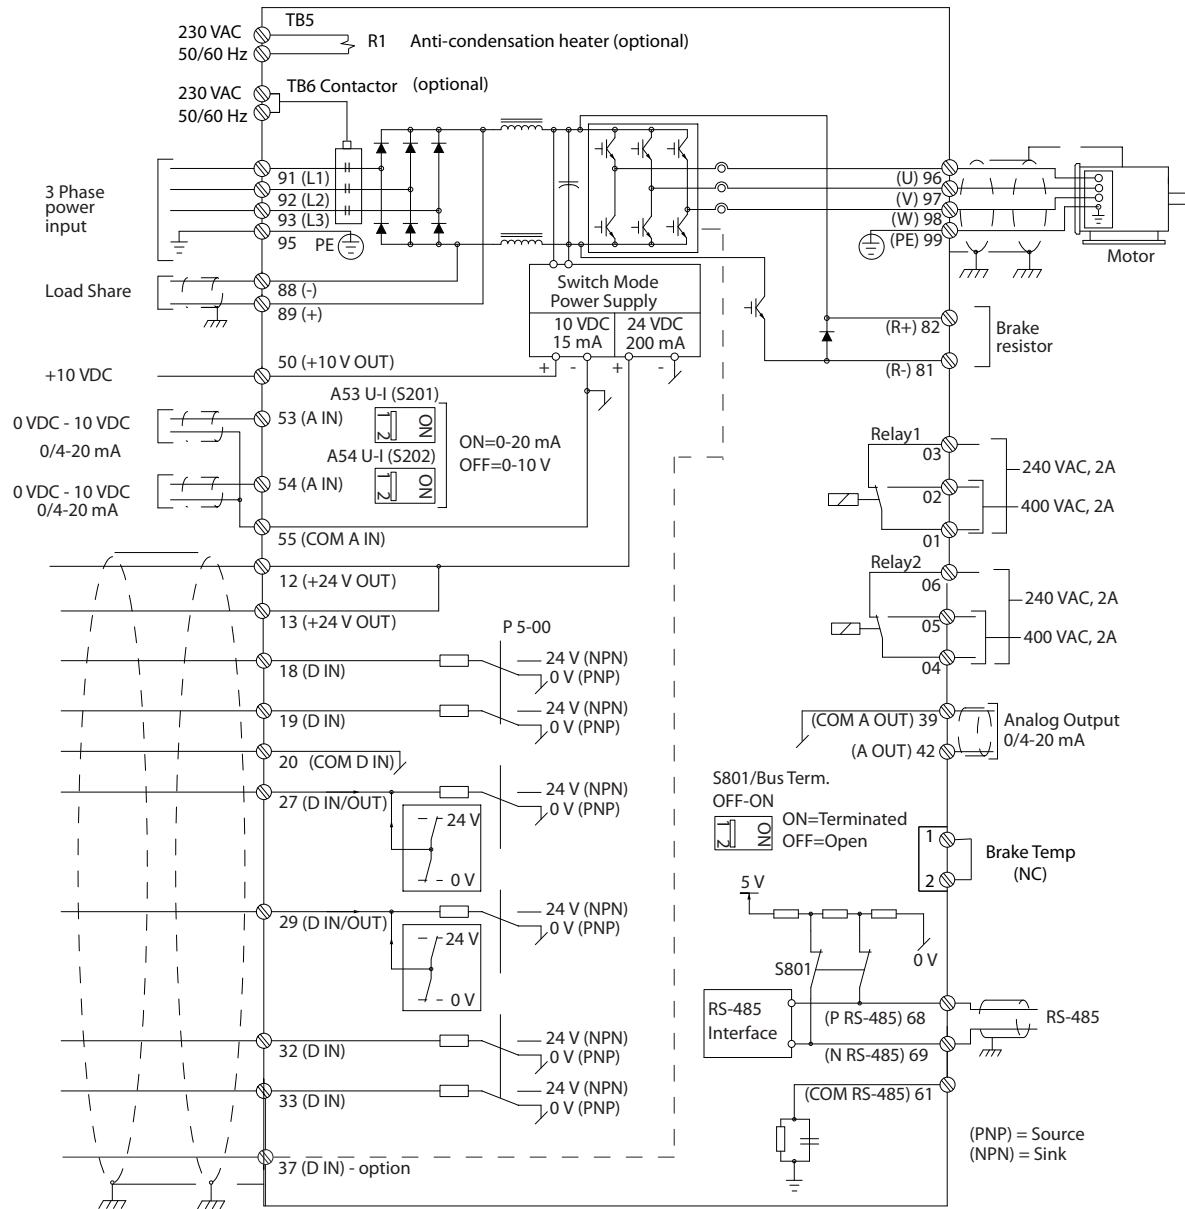 230 VAC
50/60 Hz
TB5
R1
Anti-condensation heater (optional)
230 VAC
50/60 Hz
TB6 Contactor
(optional)
3 Phase
power
input
91 (L1)
92 (L2)
93 (L3)
95
PE
(U) 96
(V) 97
(W) 98
(PE) 99
Motor
Load Share
88 (-)
89 (+)
Switch Mode
Power Supply
10 VDC
15 mA
24 VDC
200 mA
+
-
+
-
(R+) 82
(R-) 81
Brake
resistor
+10 VDC
50 (+10 V OUT)
0 VDC - 10 VDC
0/4-20 mA
53 (A IN)
A53 U-I (S201)
1 2
ON
A54 U-I (S202)
1 2
ON
ON=0-20 mA
OFF=0-10 V
0 VDC - 10 VDC
0/4-20 mA
54 (A IN)
55 (COM A IN)
Relay1
03
02
01
240 VAC, 2A
400 VAC, 2A
Relay2
06
05
04
240 VAC, 2A
400 VAC, 2A
12 (+24 V OUT)
13 (+24 V OUT)
P 5-00
18 (D IN)
24 V (NPN)
0 V (PNP)
19 (D IN)
24 V (NPN)
0 V (PNP)
20 (COM D IN)
27 (D IN/OUT)
24 V (NPN)
0 V (PNP)
24 V
0 V
29 (D IN/OUT)
24 V (NPN)
0 V (PNP)
24 V
0 V
32 (D IN)
24 V (NPN)
0 V (PNP)
33 (D IN)
24 V (NPN)
0 V (PNP)
37 (D IN) - option
(COM A OUT) 39
(A OUT) 42
Analog Output
0/4-20 mA
S801/Bus Term.
OFF-ON
1 2
ON
ON=Terminated
OFF=Open
1
2
Brake Temp
(NC)
5 V
S801
0 V
RS-485
Interface
(P RS-485) 68
(N RS-485) 69
RS-485
(COM RS-485) 61
(PNP) = Source
(NPN) = Sink